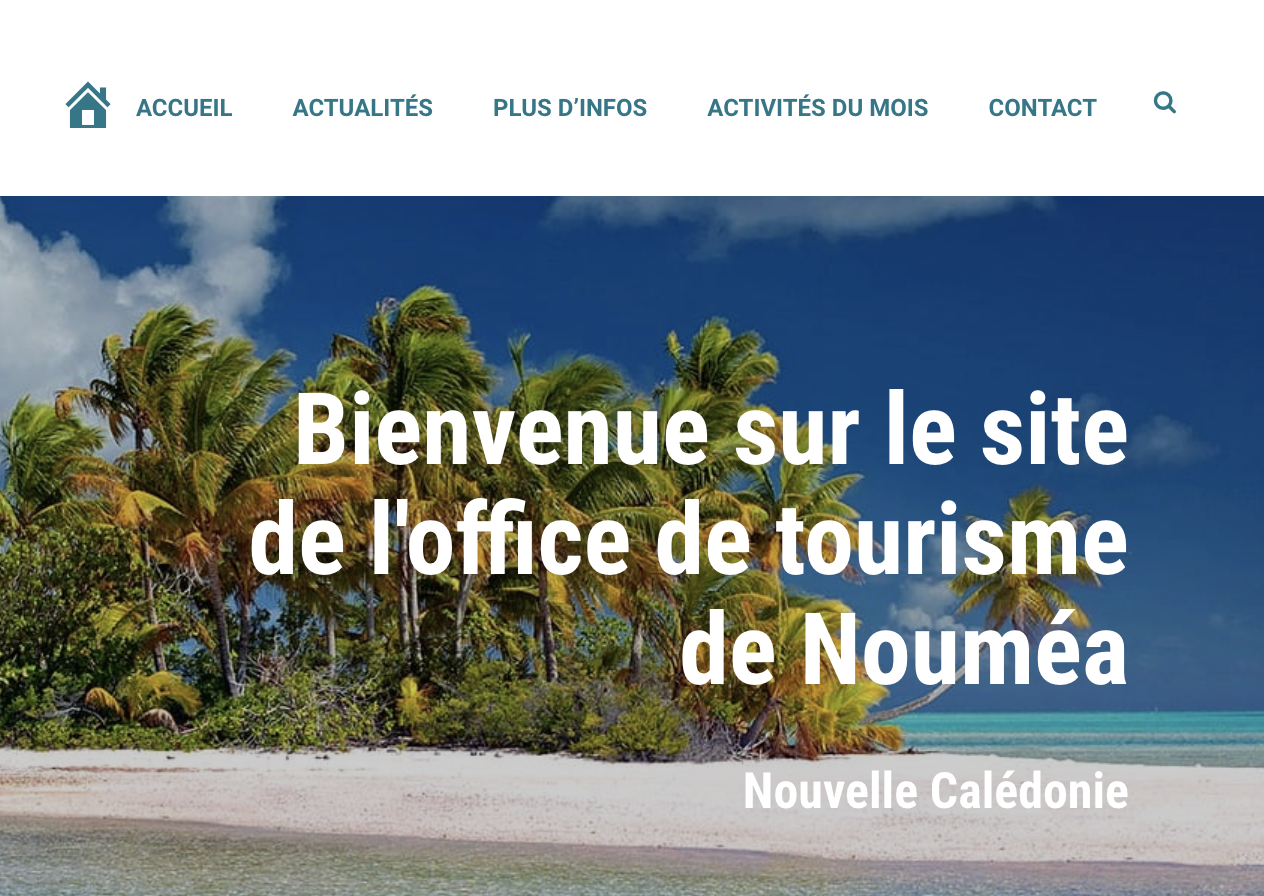 ACCUEIL ACTUALITÉS PLUS D’INFOS ACTIVITÉS DU MOIS CONTACT
Bienvenue sur le site
de l'office de tourisme
de Nouméa
Nouvelle Calédonie